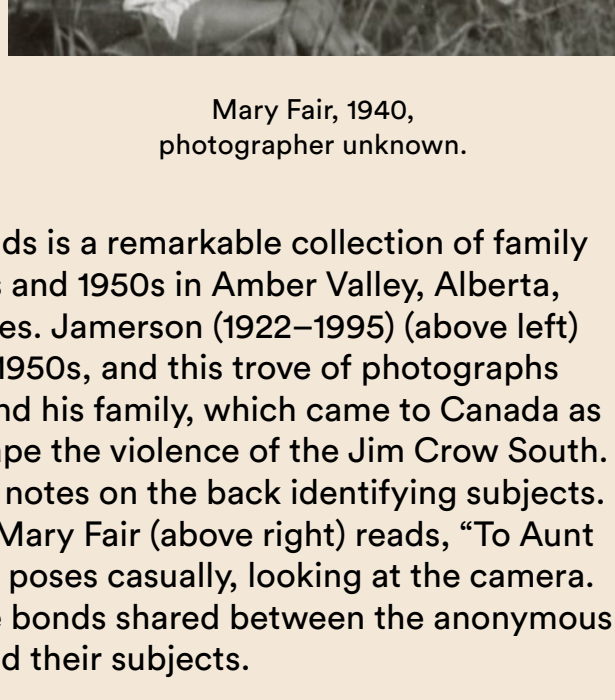 Mary Fair, 1940,
photographer unknown.
ds is a remarkable collection of family
s and 1950s in Amber Valley, Alberta,
es. Jamerson (1922–1995) (above left)
1950s, and this trove of photographs
nd his family, which came to Canada as
pe the violence of the Jim Crow South.
notes on the back identifying subjects.
Mary Fair (above right) reads, “To Aunt
poses casually, looking at the camera.
e bonds shared between the anonymous
d their subjects.